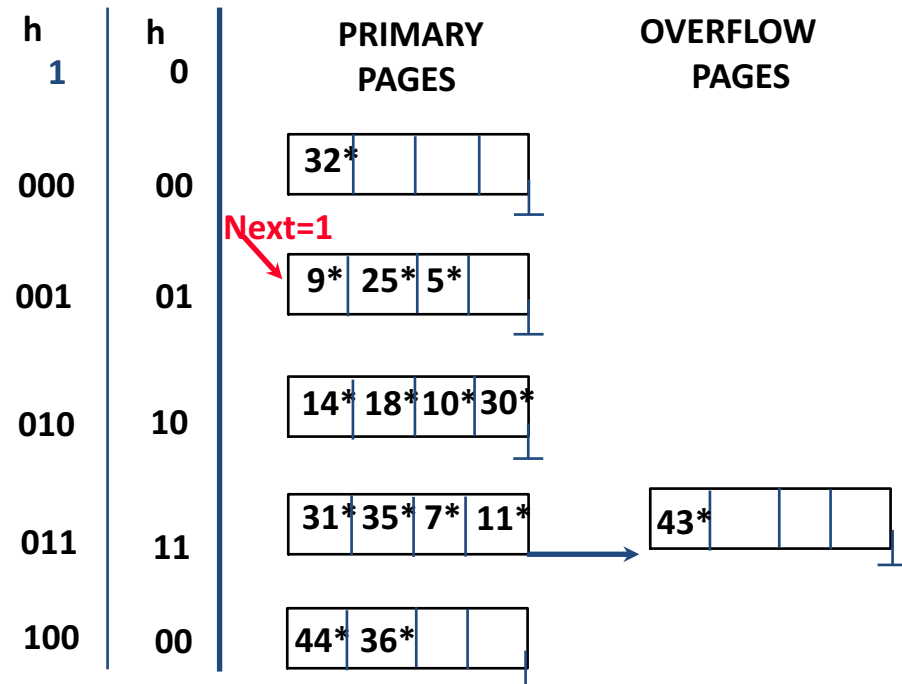 h h PRIMARY OVERFLOW
1 0 PAGES PAGES
32*
000 00
Next=1
9* 25* 5*
001 01
14* 18* 10* 30*
010 10
31* 35* 7* 11* 43*
011 11
100 00 44* 36*